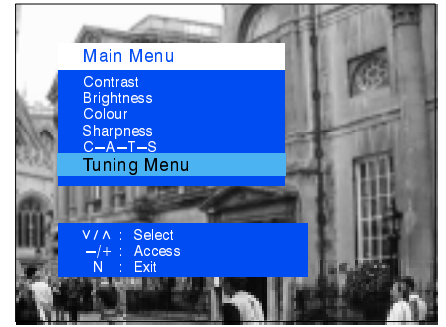 Main Menu
Contrast
Brightness
Colour
Sharpness
C–A–T–S
Tuning Menu
∨/∧ : Select
–/+ : Access
N : Exit